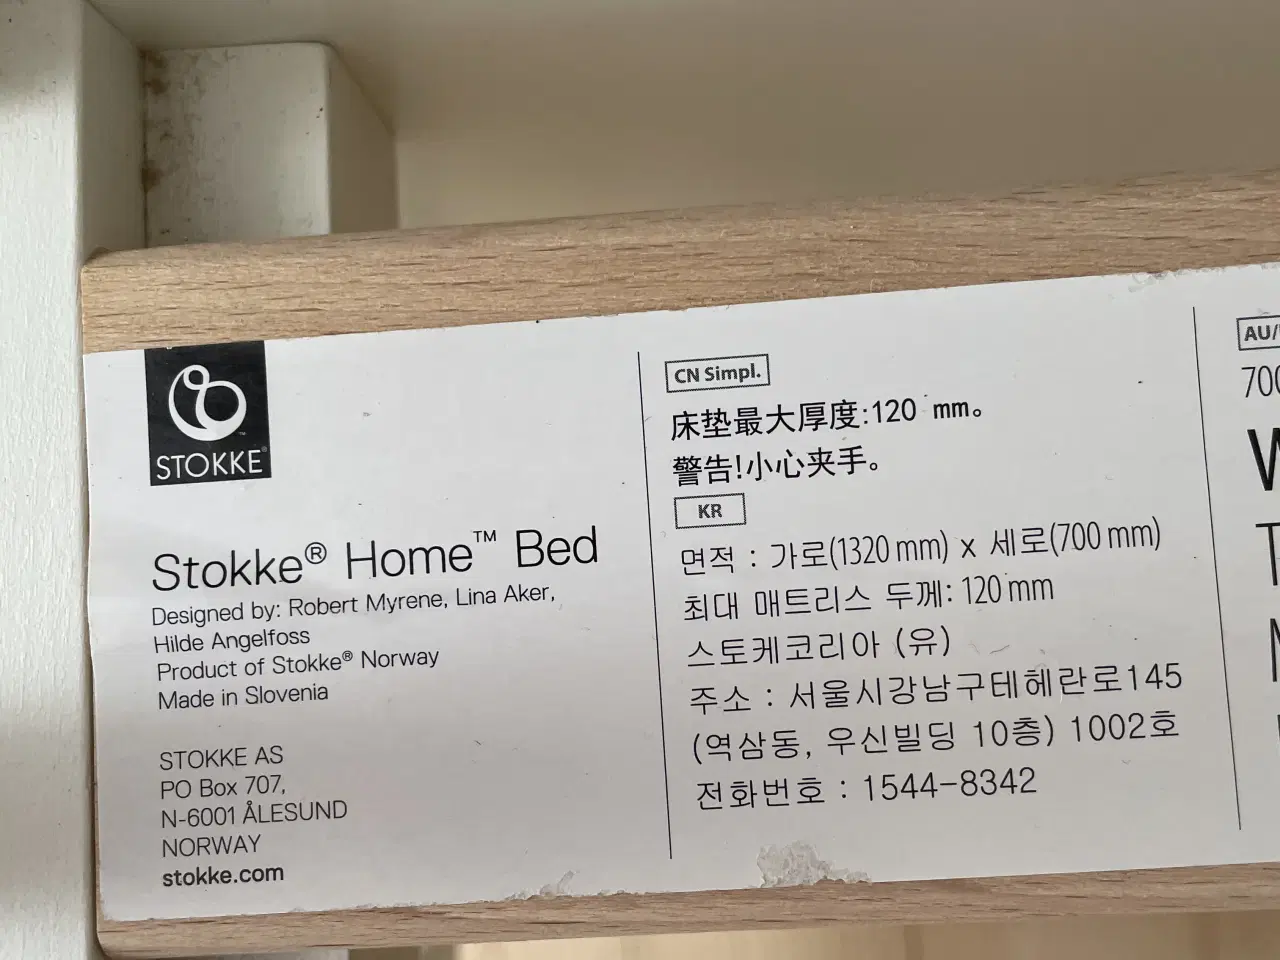 STOKKE
Stokke® Home™ Bed
Designed by: Robert Myrene, Lina Aker,
Hilde Angelfoss
Product of Stokke® Norway
Made in Slovenia
STOKKE AS
PO Box 707,
N-6001 ÅLESUND
NORWAY
stokke.com
CN Simpl.
床垫最大厚度:120 mm。
警告!小心夹手。
KR
면적 : 가로(1320 mm) x 세로(700 mm)
최대 매트리스 두께: 120 mm
스토케코리아 (유)
주소 : 서울시강남구테헤란로145
(역삼동, 우신빌딩 10층) 1002호
전화번호 : 1544-8342
AU/